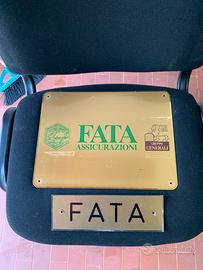 FATA
ASSICURAZIONI
GRUPPO
GENERALI
FATA